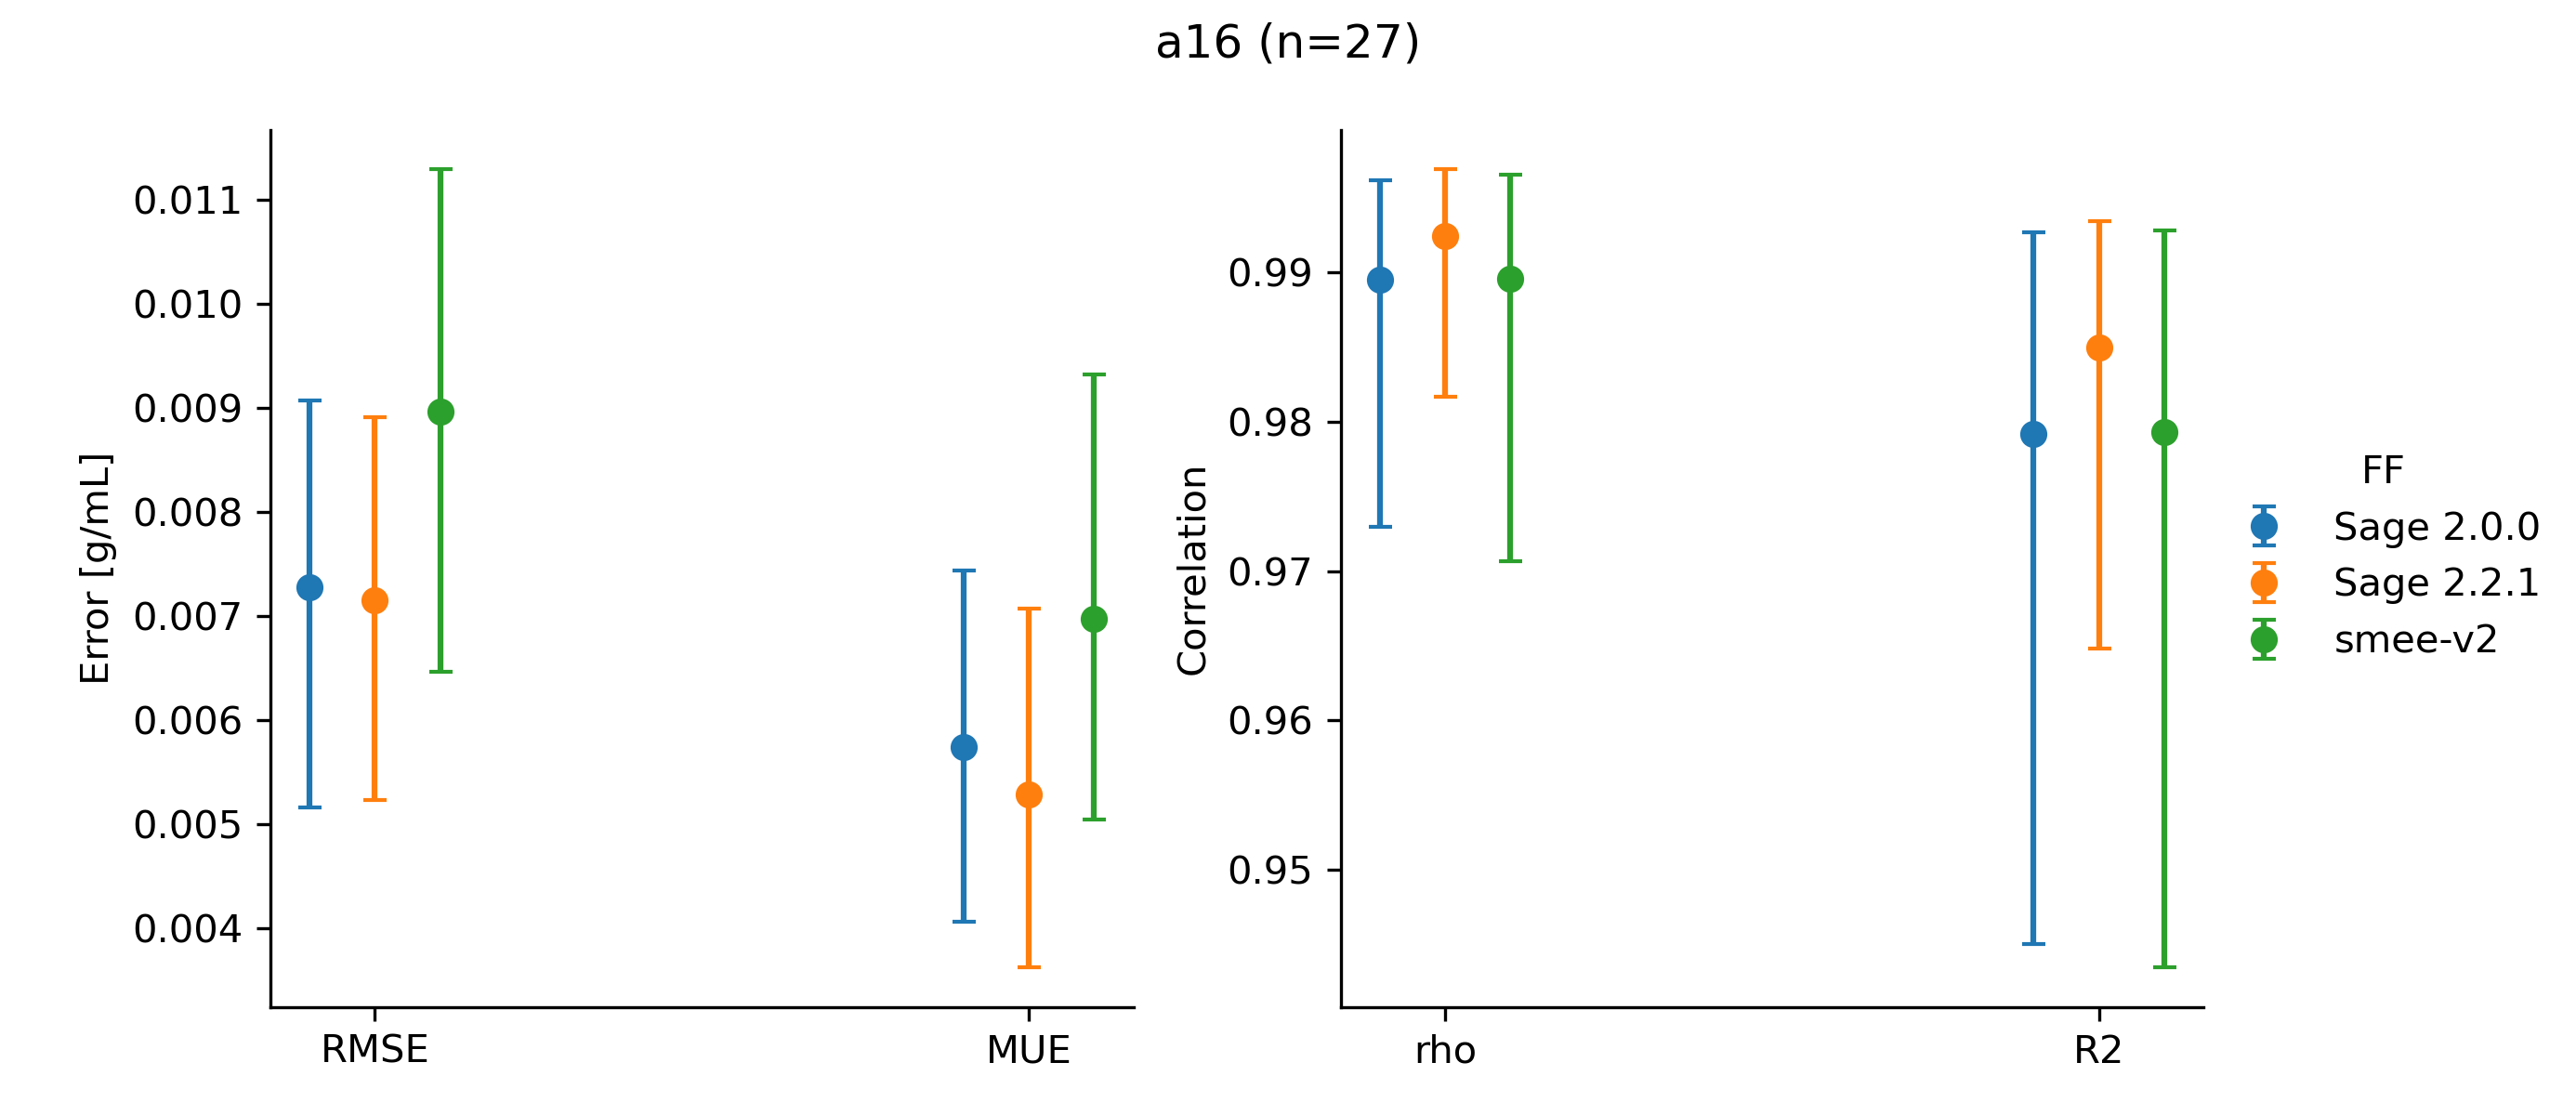 a16 (n=27)
Error [g/mL]
0.011
0.010
0.009
0.008
0.007
0.006
0.005
0.004
RMSE
MUE
Correlation
0.99
0.98
0.97
0.96
0.95
rho
R2
FF
Sage 2.0.0
Sage 2.2.1
smee-v2